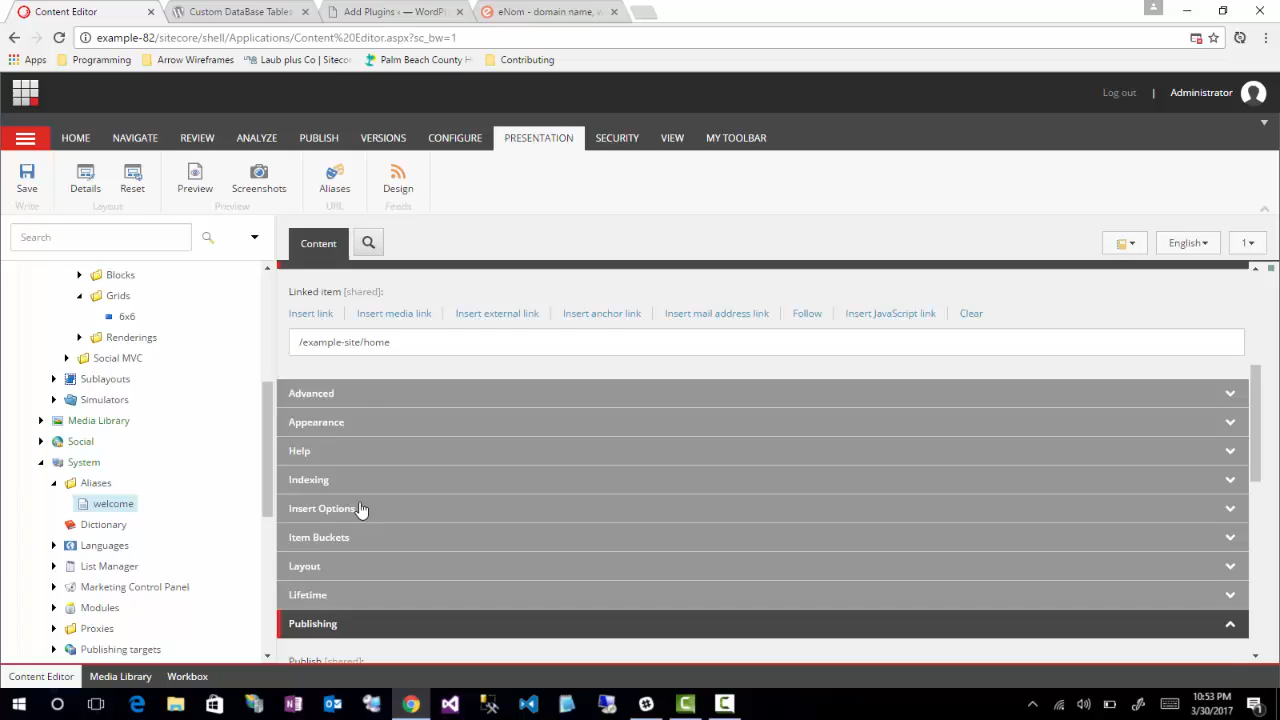 Content Editor
Custom DataBase Tables
Add Plugins ‹ — WordPr
eNom - domain name, w
example-82/sitecore/shell/Applications/Content%20Editor.aspx?sc_bw=1
Apps Programming Arrow Wireframes Laub plus Co | Sitec Palm Beach County H Contributing
Log out | Administrator
HOME NAVIGATE REVIEW ANALYZE PUBLISH VERSIONS CONFIGURE PRESENTATION SECURITY VIEW MY TOOLBAR
Save Details Reset Preview Screenshots Aliases Design
Write Layout Preview URL Feeds
Search
Content
English
1
Blocks
Grids
6x6
Renderings
Social MVC
Sublayouts
Simulators
Media Library
Social
System
Aliases
welcome
Dictionary
Languages
List Manager
Marketing Control Panel
Modules
Proxies
Publishing targets
Linked item [shared]:
Insert link Insert media link Insert external link Insert anchor link Insert mail address link Follow Insert JavaScript link Clear
/example-site/home
Advanced
Appearance
Help
Indexing
Insert Options
Item Buckets
Layout
Lifetime
Publishing
Publish [shared]:
Content Editor Media Library Workbox
10:53 PM
3/30/2017